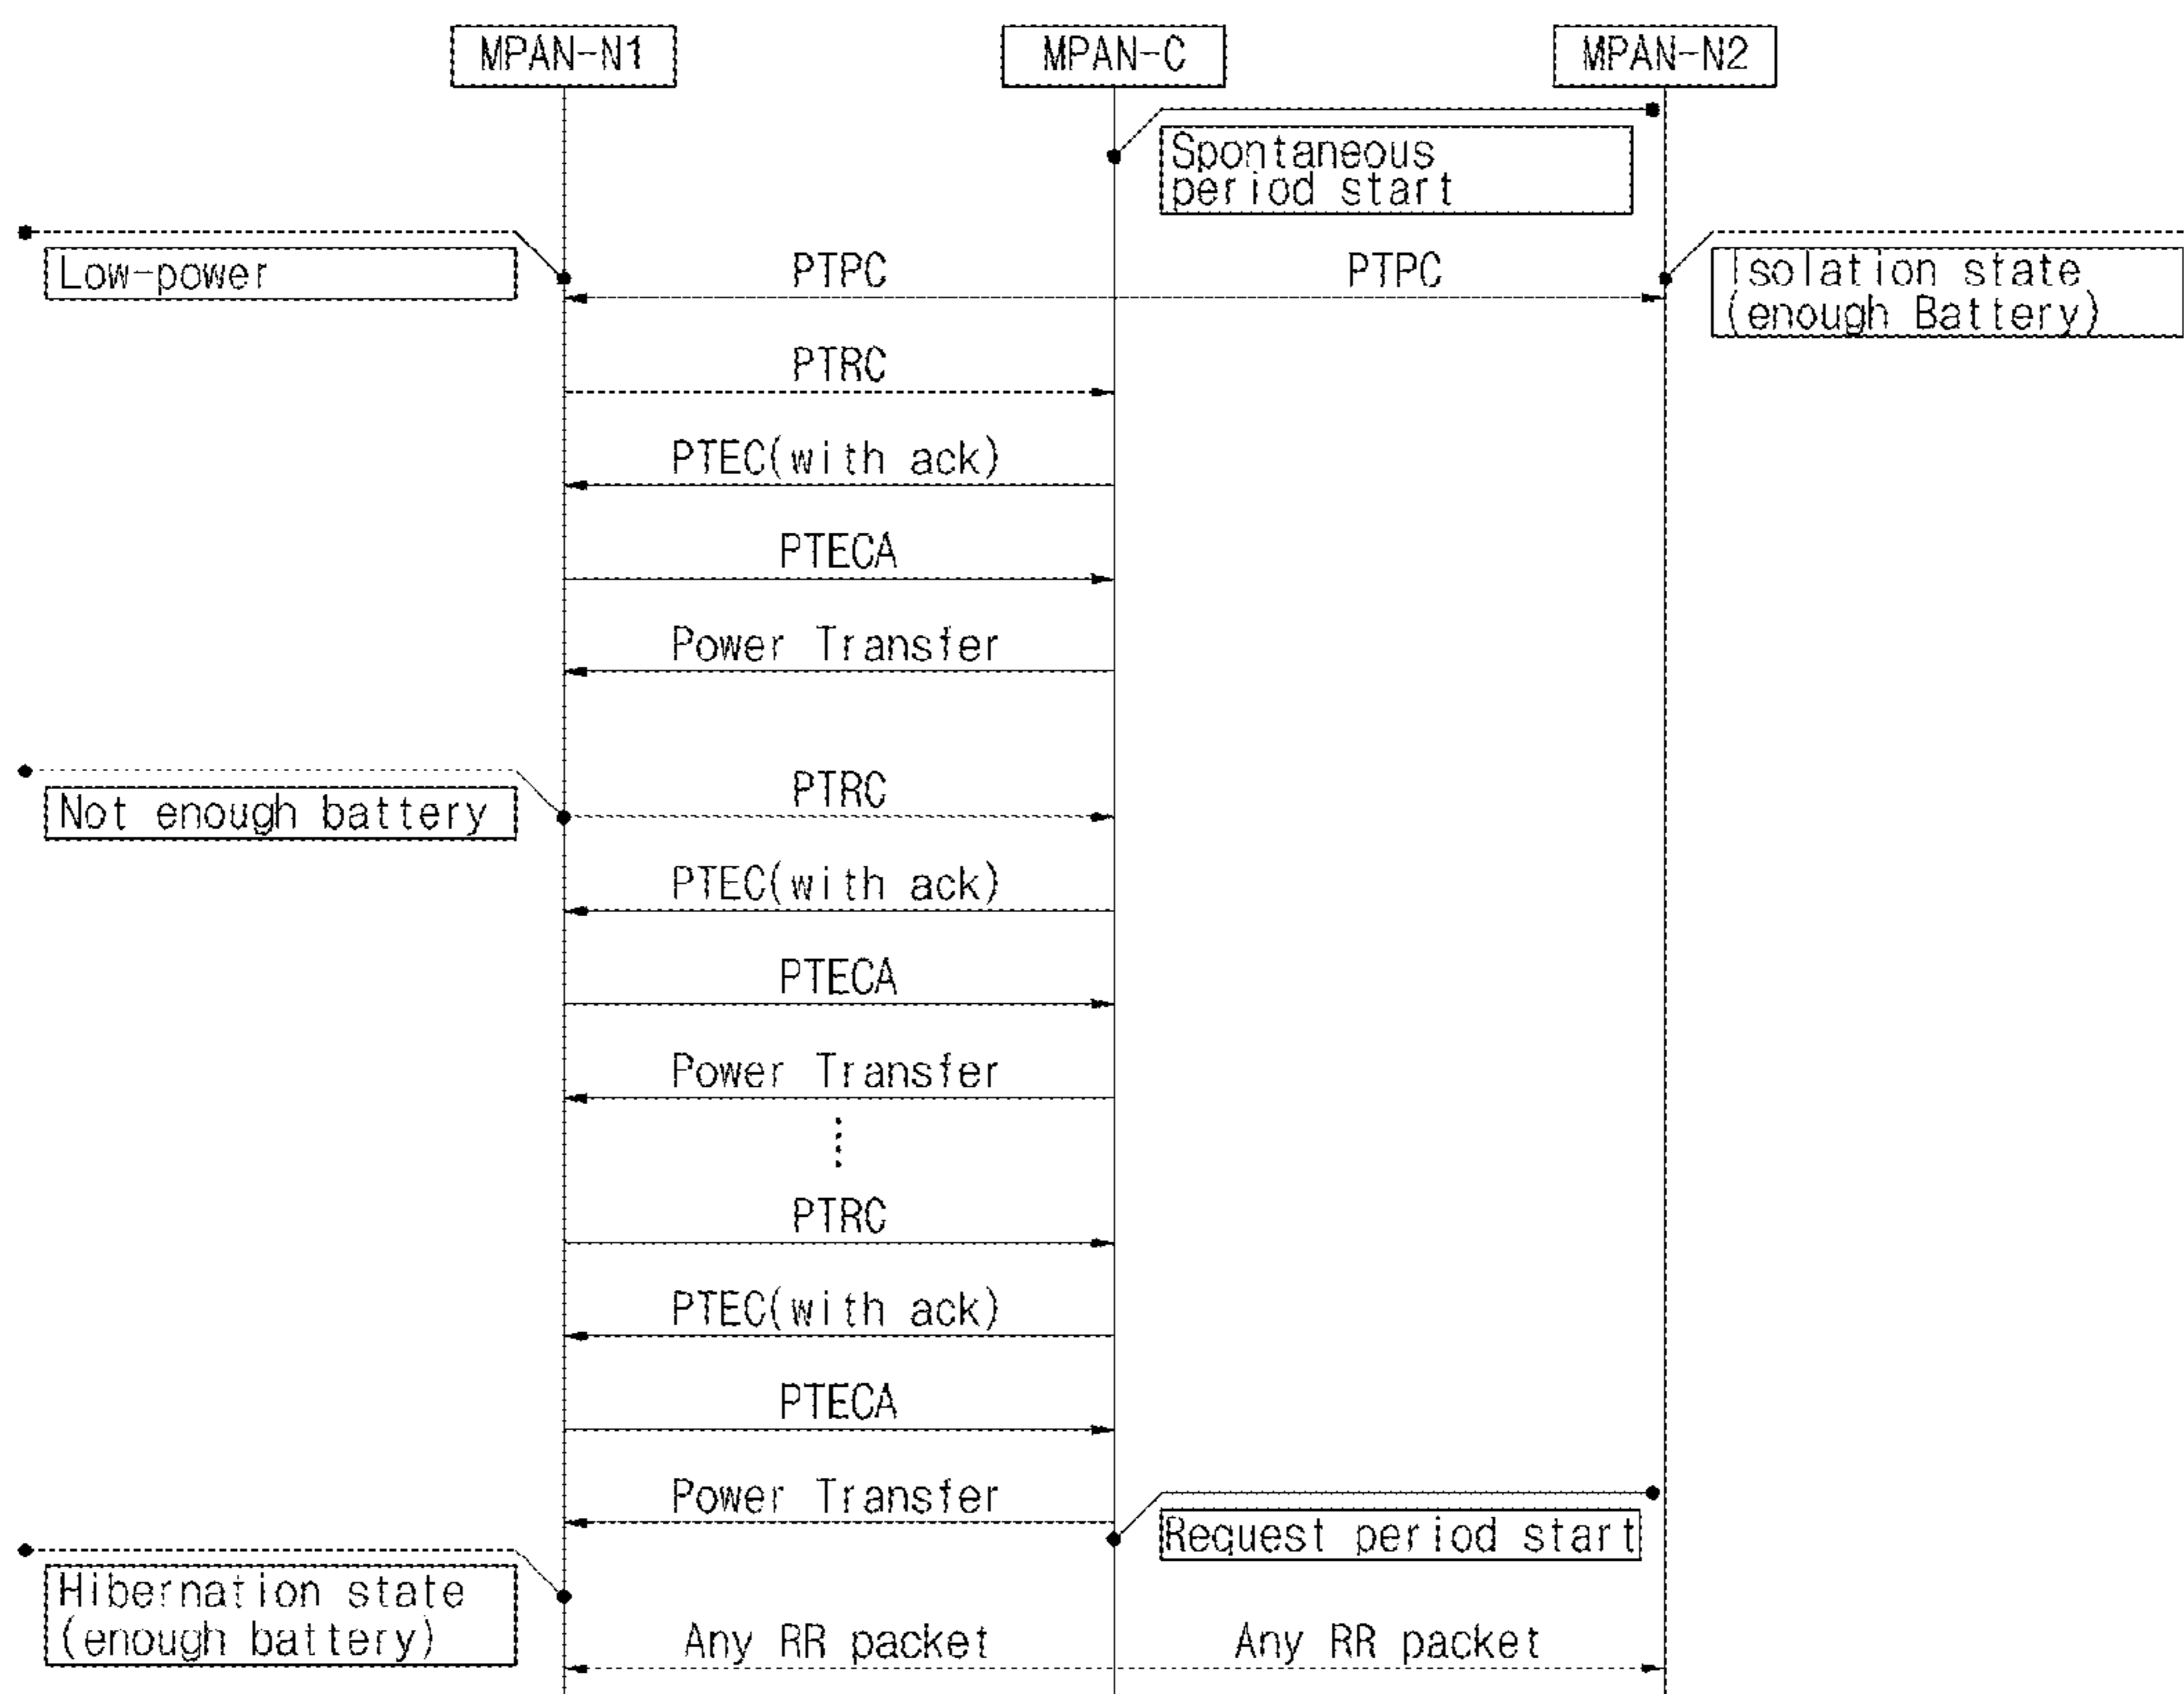 MPAN-N1
MPAN-C
MPAN-N2
Spontaneous
period start
Low-power
PTPC
PTPC
Isolation state
(enough Battery)
PTRC
PTEC(with ack)
PTECA
Power Transfer
Not enough battery
PTRC
PTEC(with ack)
PTECA
Power Transfer
PTRC
PTEC(with ack)
PTECA
Power Transfer
Request period start
Hibernation state
(enough battery)
Any RR packet
Any RR packet